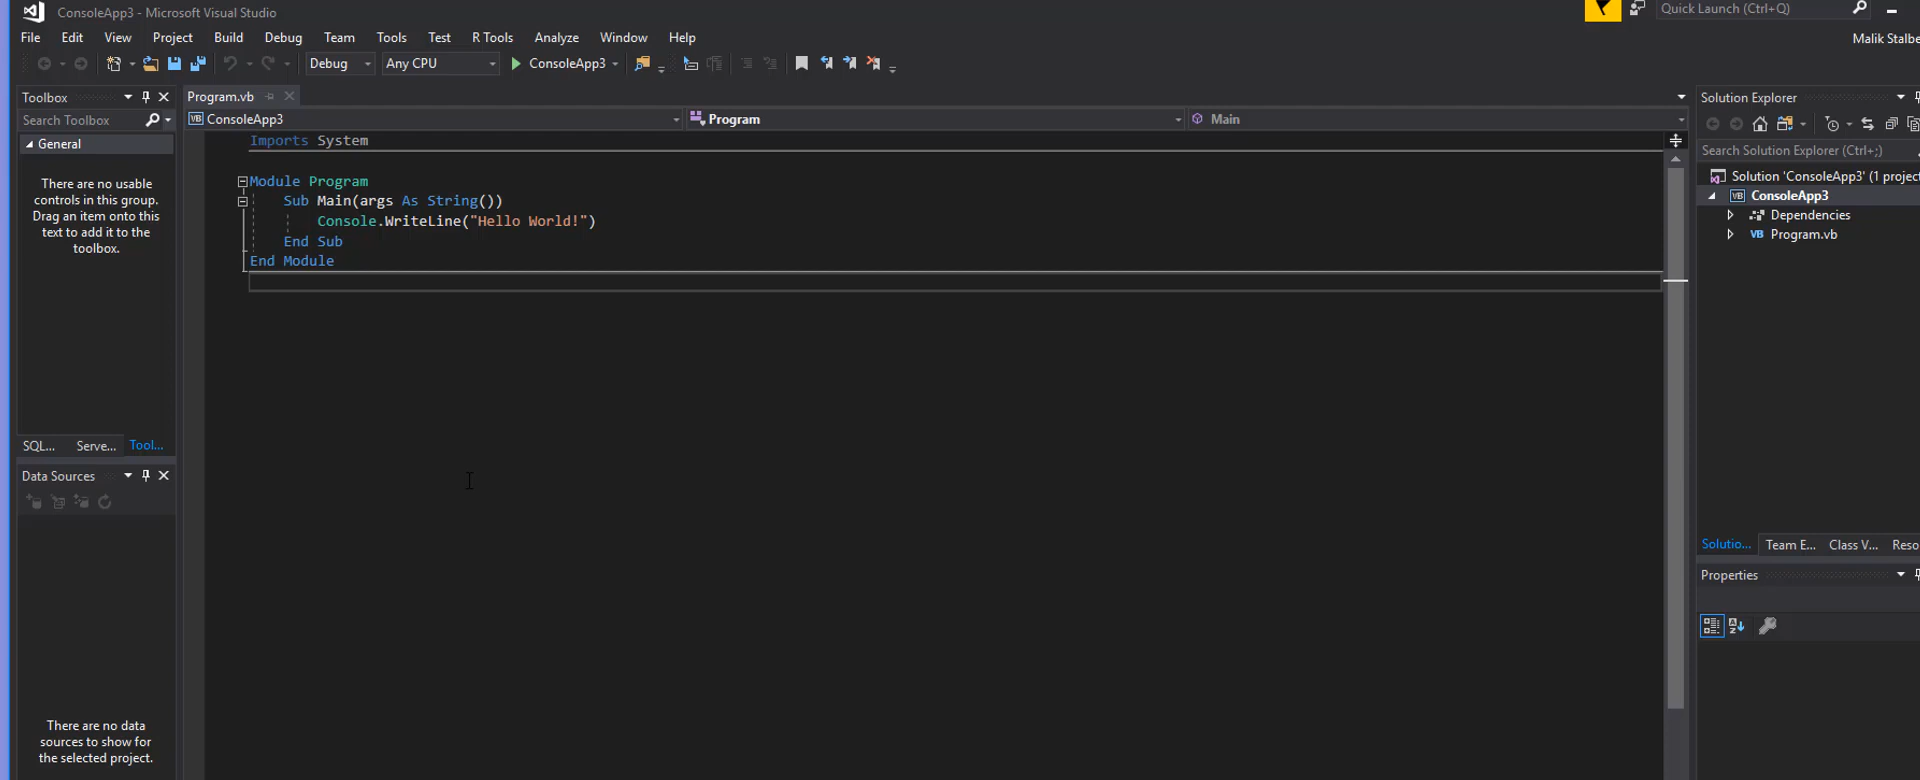 ConsoleApp3 - Microsoft Visual Studio
Quick Launch (Ctrl+Q)
File Edit View Project Build Debug Team Tools Test R Tools Analyze Window Help
Malik Stalbe
Debug Any CPU ConsoleApp3
Toolbox
Search Toolbox
General
There are no usable
controls in this group.
Drag an item onto this
text to add it to the
toolbox.
SQL... Serve... Tool...
Data Sources
There are no data
sources to show for
the selected project.
Program.vb
VB ConsoleApp3 Program Main
Imports System
Module Program
Sub Main(args As String())
Console.WriteLine("Hello World!")
End Sub
End Module
Solution Explorer
Search Solution Explorer (Ctrl+;)
Solution 'ConsoleApp3' (1 project
VB ConsoleApp3
Dependencies
VB Program.vb
Solutio... Team E... Class V... Reso
Properties